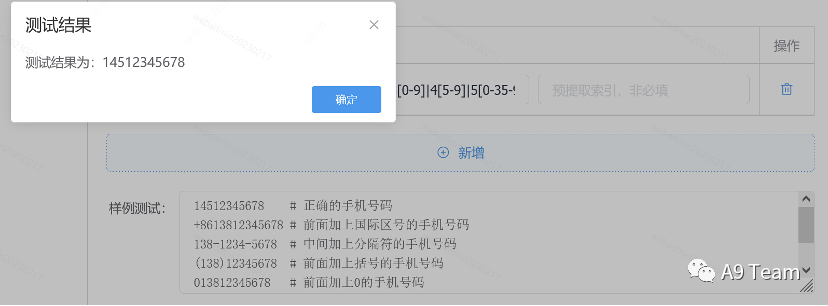 测试结果
测试结果为：14512345678
确定
操作
[0-9]|4[5-9]|5[0-35-9
预提取索引，非必填
新增
样例测试：
14512345678 # 正确的手机号码
+8613812345678 # 前面加上国际区号的手机号码
138-1234-5678 # 中间加上分隔符的手机号码
(138)12345678 # 前面加上括号的手机号码
013812345678 # 前面加上0的手机号码
A9 Team